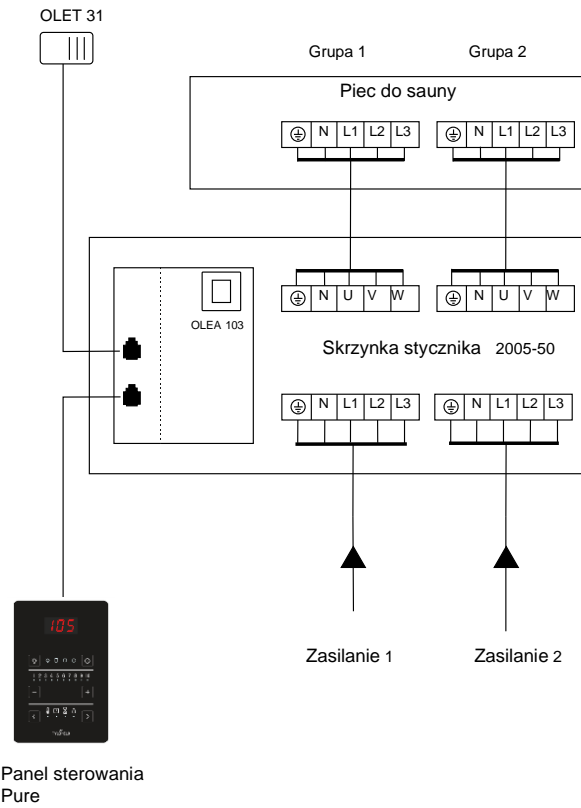 OLET 31
Grupa 1
Grupa 2
Piec do sauny
N L1 L2 L3
N L1 L2 L3
N U V W
N U V W
OLEA 103
Skrzynka stycznika 2005-50
N L1 L2 L3
N L1 L2 L3
105
Zasilanie 1
Zasilanie 2
Panel sterowania
Pure